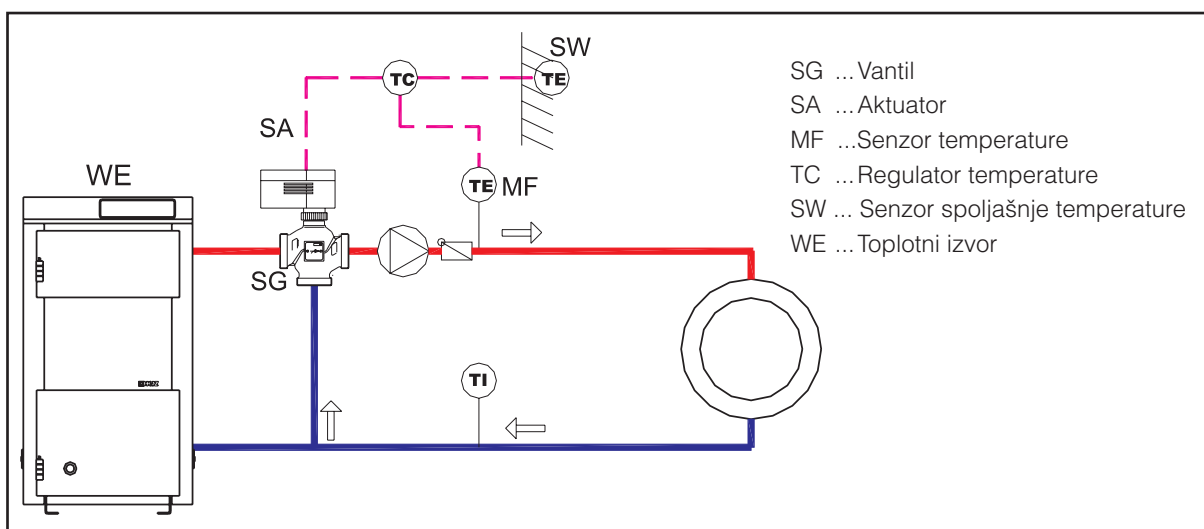 SW
TC
TE
SA
WE
TE MF
SG
TI
SG ...Vantil
SA ...Aktuator
MF ...Senzor temperature
TC ...Regulator temperature
SW ... Senzor spoljašnje temperature
WE ...Toplotni izvor